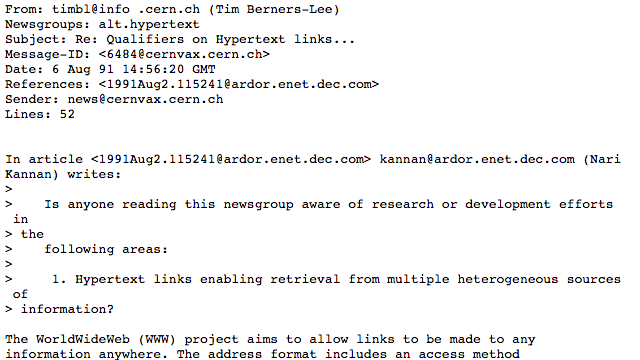 From: timbl@info .cern.ch (Tim Berners-Lee)
Newsgroups: alt.hypertext
Subject: Re: Qualifiers on Hypertext links...
Message-ID: <6484@cernvax.cern.ch>
Date: 6 Aug 91 14:56:20 GMT
References: <1991Aug2.115241@ardor.enet.dec.com>
Sender: news@cernvax.cern.ch
Lines: 52

In article <1991Aug2.115241@ardor.enet.dec.com> kannan@ardor.enet.dec.com (Nari
Kannan) writes:
>
>    Is anyone reading this newsgroup aware of research or development efforts
 in
> the
>    following areas:
>
>     1. Hypertext links enabling retrieval from multiple heterogeneous sources
 of
> information?

The WorldWideWeb (WWW) project aims to allow links to be made to any
information anywhere. The address format includes an access method